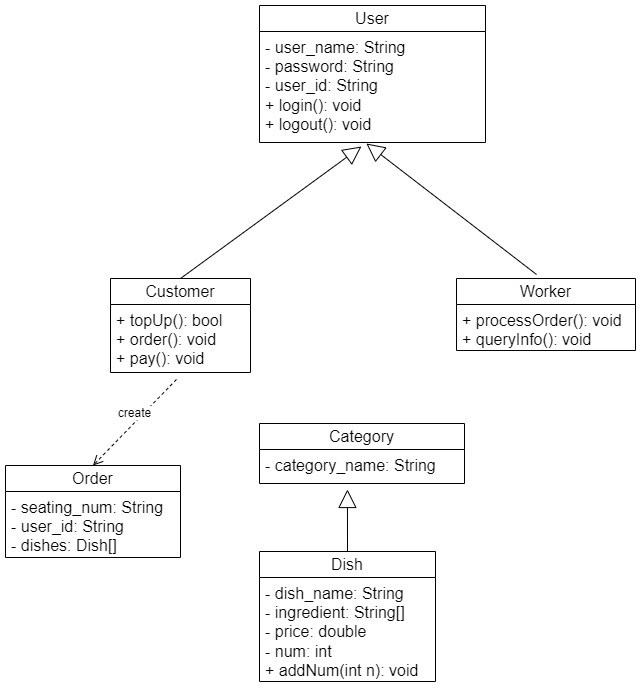 User
- user_name: String
- password: String
- user_id: String
+ login(): void
+ logout(): void
Customer
+ topUp(): bool
+ order(): void
+ pay(): void
Worker
+ processOrder(): void
+ queryInfo(): void
create
Category
- category_name: String
Order
- seating_num: String
- user_id: String
- dishes: Dish[]
Dish
- dish_name: String
- ingredient: String[]
- price: double
- num: int
+ addNum(int n): void